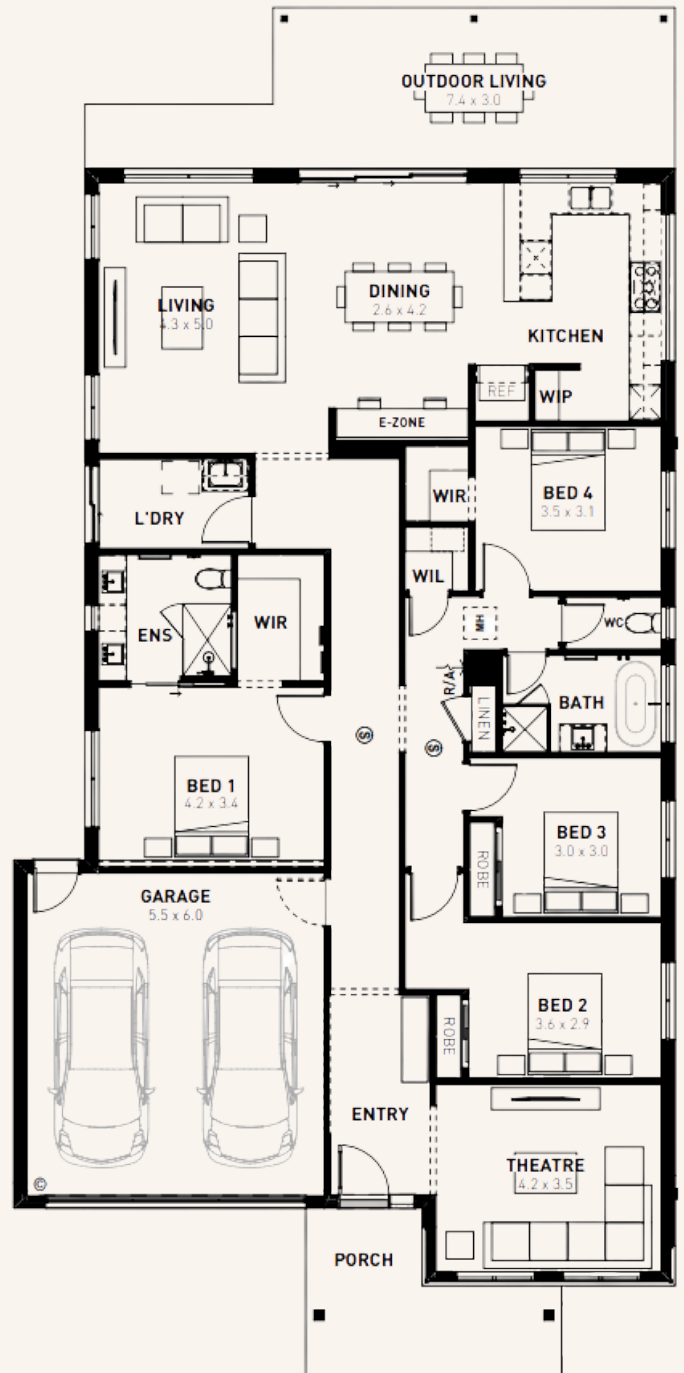 OUTDOOR LIVING
7.4 x 3.0
LIVING
4.3 x 5.0
DINING
2.6 x 4.2
KITCHEN
REF
WIP
E-ZONE
L'DRY
WIR
BED 4
3.5 x 3.1
WIL
ENS
WIR
MH
WC
R/A
LINEN
BATH
S
S
BED 1
4.2 x 3.4
BED 3
3.0 x 3.0
ROBE
GARAGE
5.5 x 6.0
BED 2
3.6 x 2.9
ROBE
ENTRY
THEATRE
4.2 x 3.5
©
PORCH